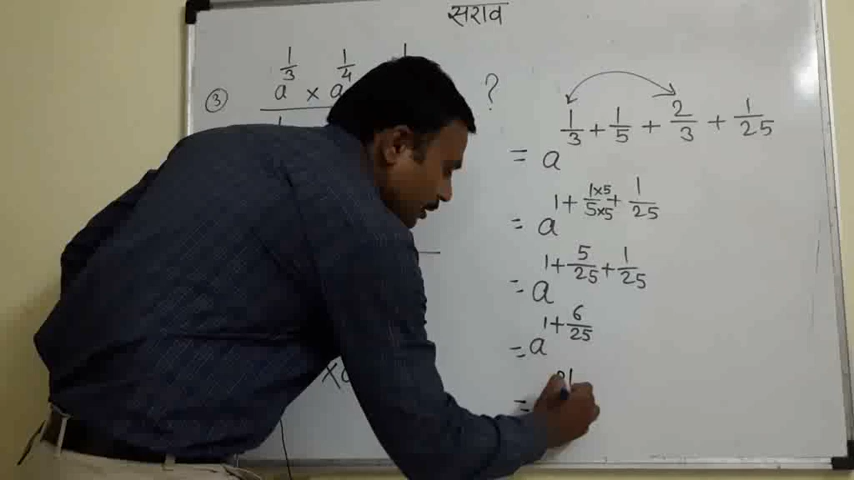 सराव
③ a^(1/3) × a^(1/4) ?
= a^(1/3 + 1/5 + 2/3 + 1/25)
= a^(1 + (1×5)/(5×5) + 1/25)
= a^(1 + 5/25 + 1/25)
= a^(1 + 6/25)
=